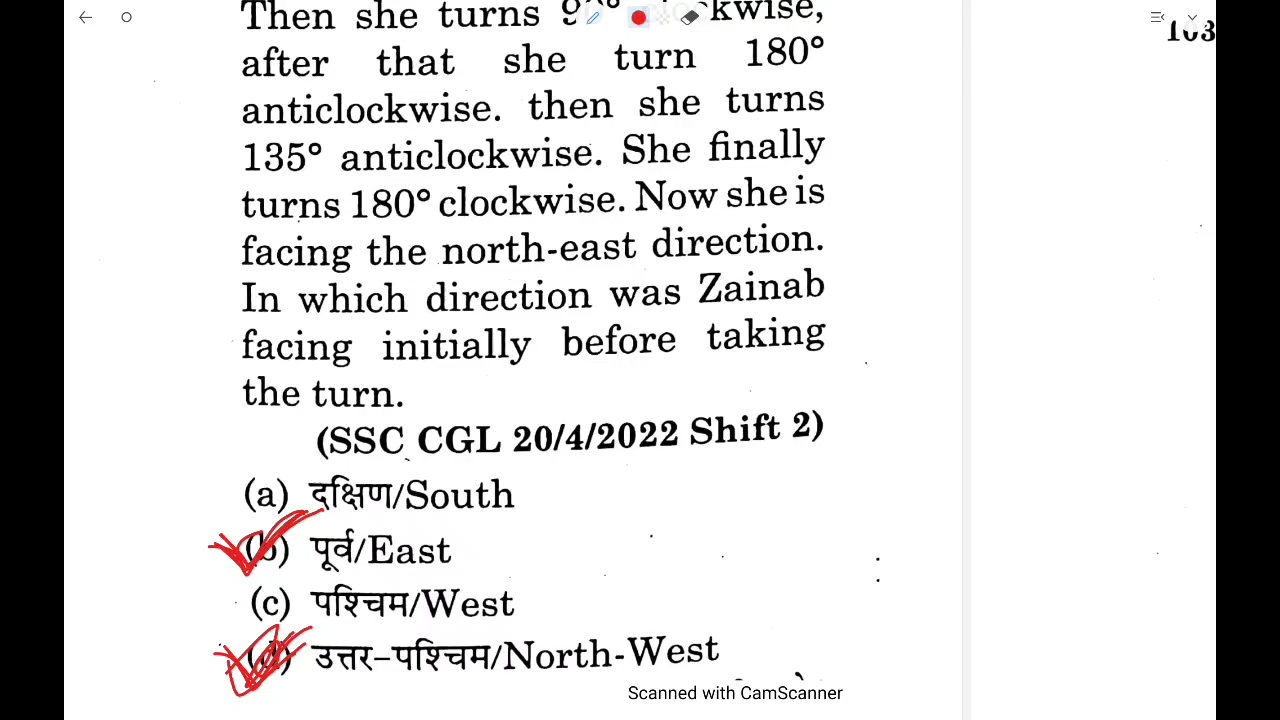 Then she turns 90° clockwise,
103
after that she turn 180°
anticlockwise. then she turns
135° anticlockwise. She finally
turns 180° clockwise. Now she is
facing the north-east direction.
In which direction was Zainab
facing initially before taking
the turn.
(SSC CGL 20/4/2022 Shift 2)
(a) दक्षिण/South
(b) पूर्व/East
(c) पश्चिम/West
(d) उत्तर-पश्चिम/North-West
Scanned with CamScanner